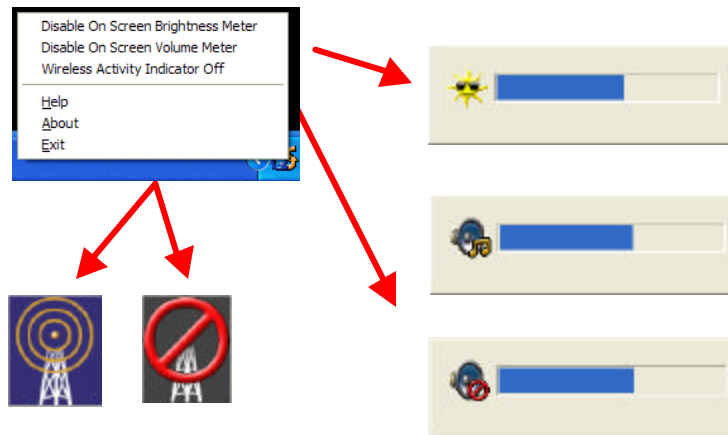 Disable On Screen Brightness Meter
Disable On Screen Volume Meter
Wireless Activity Indicator Off
Help
About
Exit